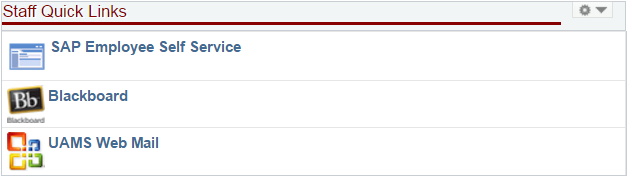 Staff Quick Links
SAP Employee Self Service
Bb
Blackboard
Blackboard
UAMS Web Mail